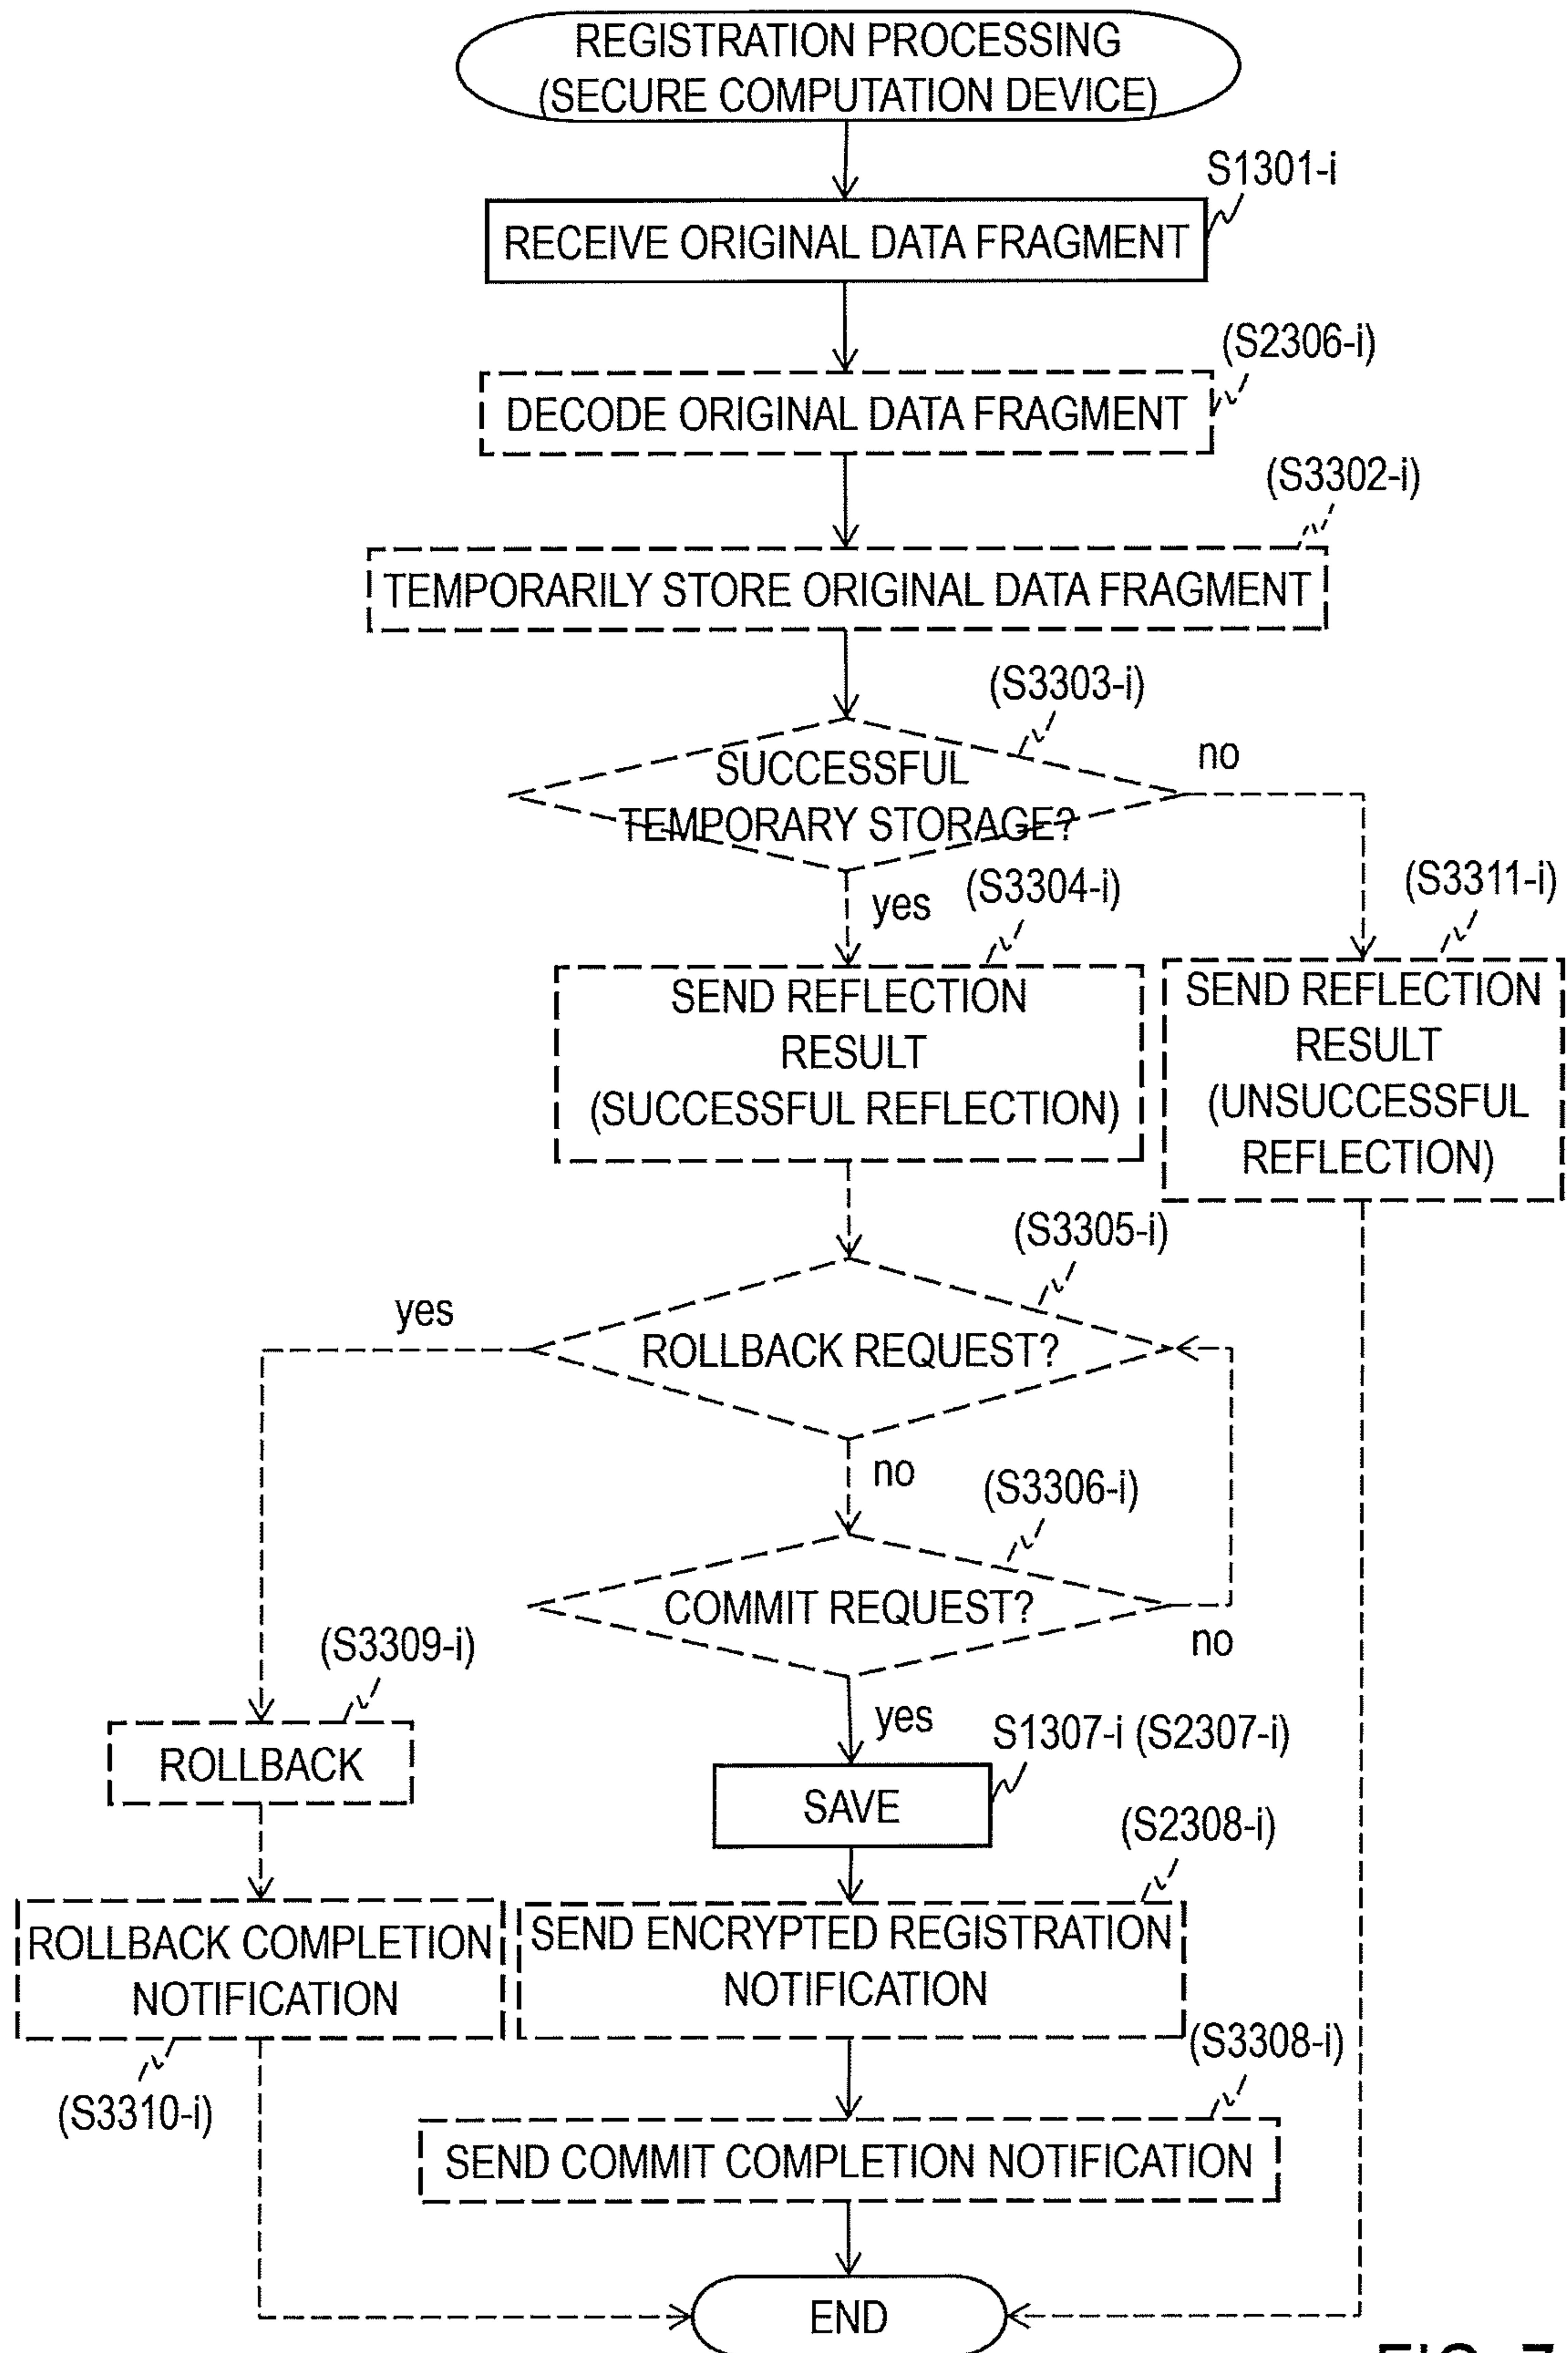 REGISTRATION PROCESSING
(SECURE COMPUTATION DEVICE)
S1301-i
RECEIVE ORIGINAL DATA FRAGMENT
(S2306-i)
DECODE ORIGINAL DATA FRAGMENT
(S3302-i)
TEMPORARILY STORE ORIGINAL DATA FRAGMENT
(S3303-i)
SUCCESSFUL
TEMPORARY STORAGE?
no
yes
(S3304-i)
(S3311-i)
SEND REFLECTION
RESULT
(SUCCESSFUL REFLECTION)
SEND REFLECTION
RESULT
(UNSUCCESSFUL
REFLECTION)
(S3305-i)
yes
ROLLBACK REQUEST?
no
(S3306-i)
COMMIT REQUEST?
no
(S3309-i)
yes
S1307-i (S2307-i)
ROLLBACK
SAVE
(S2308-i)
ROLLBACK COMPLETION
NOTIFICATION
SEND ENCRYPTED REGISTRATION
NOTIFICATION
(S3310-i)
(S3308-i)
SEND COMMIT COMPLETION NOTIFICATION
END